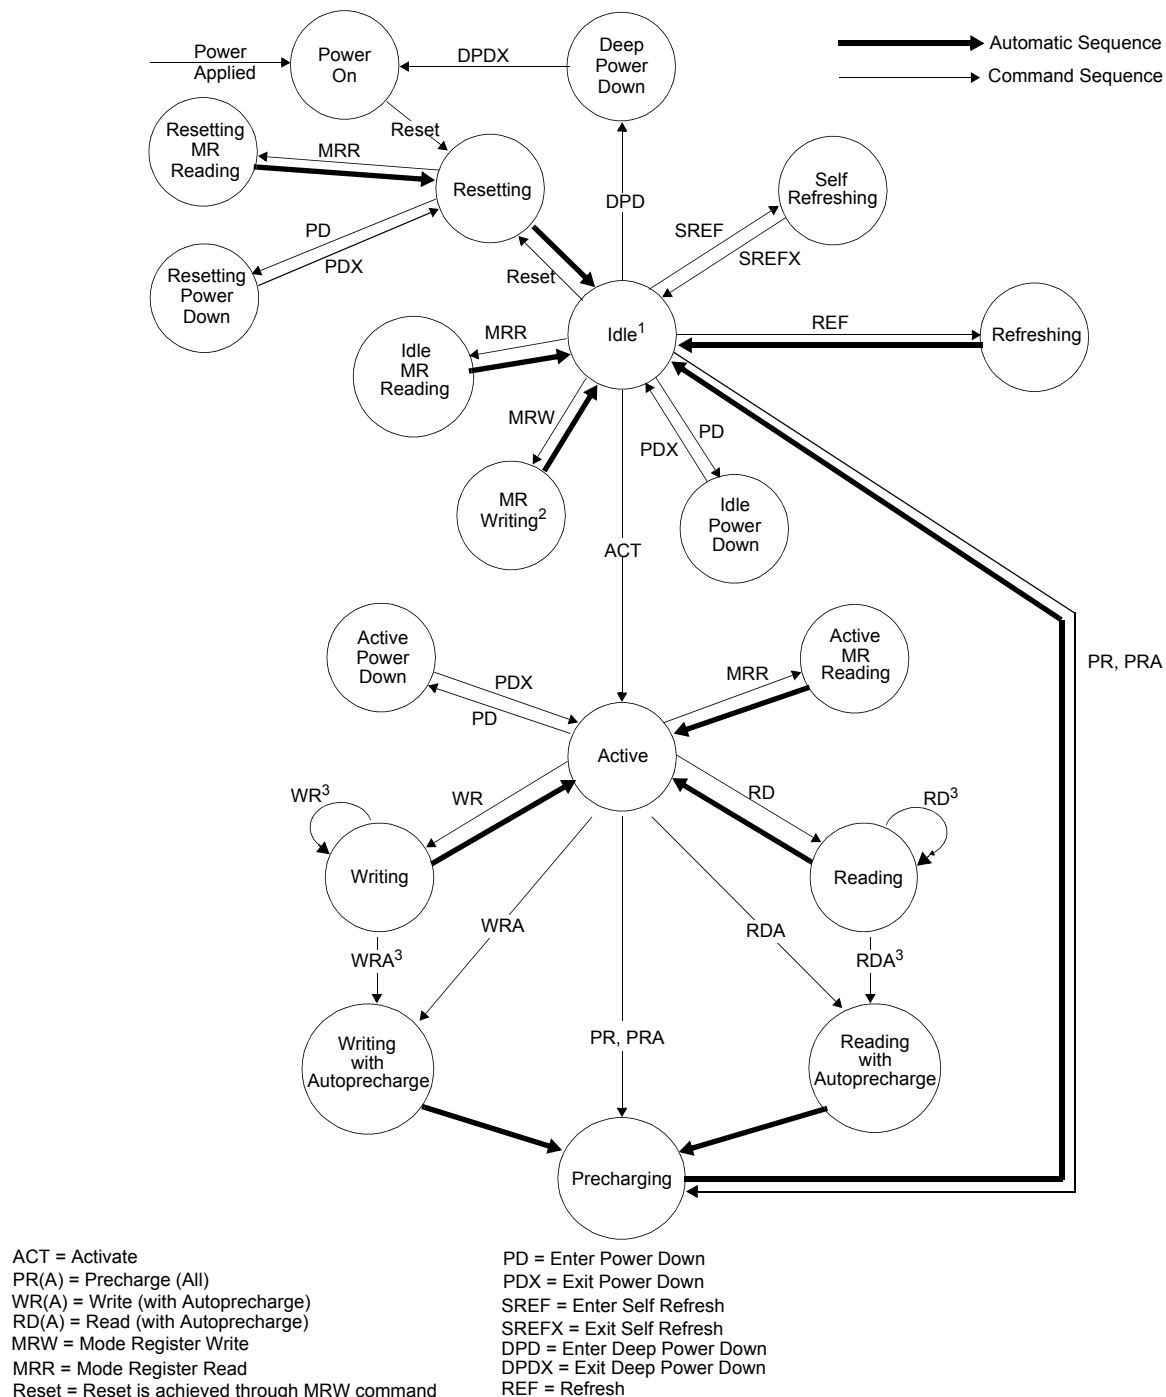 Power
Applied
Power
On
DPDX
Deep
Power
Down
Automatic Sequence
Command Sequence
Reset
Resetting
MR
Reading
MRR
Resetting
PD
PDX
Resetting
Power
Down
DPD
Reset
SREF
SREFX
Self
Refreshing
Idle1
REF
Refreshing
MRR
Idle
MR
Reading
MRW
MR
Writing2
PD
PDX
Idle
Power
Down
ACT
PR, PRA
Active
Power
Down
PDX
PD
MRR
Active
MR
Reading
Active
WR3
WR
RD
RD3
Writing
Reading
WRA3
WRA
RDA
RDA3
Writing
with
Autoprecharge
PR, PRA
Reading
with
Autoprecharge
Precharging
ACT = Activate
PR(A) = Precharge (All)
WR(A) = Write (with Autoprecharge)
RD(A) = Read (with Autoprecharge)
MRW = Mode Register Write
MRR = Mode Register Read
Reset = Reset is achieved through MRW command
PD = Enter Power Down
PDX = Exit Power Down
SREF = Enter Self Refresh
SREFX = Exit Self Refresh
DPD = Enter Deep Power Down
DPDX = Exit Deep Power Down
REF = Refresh